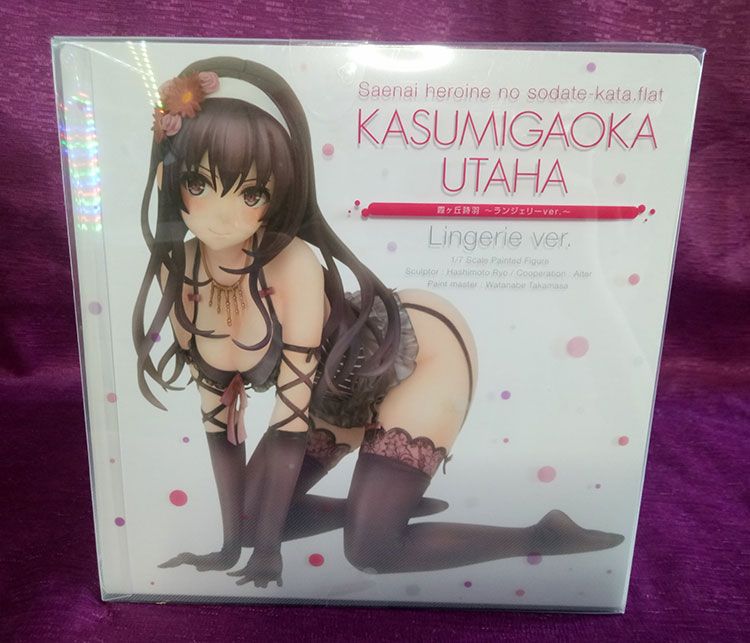 Saenai heroine no sodate-kata.flat
KASUMIGAOKA
UTAHA
霞ヶ丘詩羽 ～ランジェリーver.～
Lingerie ver.
1/7 Scale Painted Figure
Sculptor : Hashimoto Ryo / Cooperation : Alter
Paint master : Watanabe Takamasa